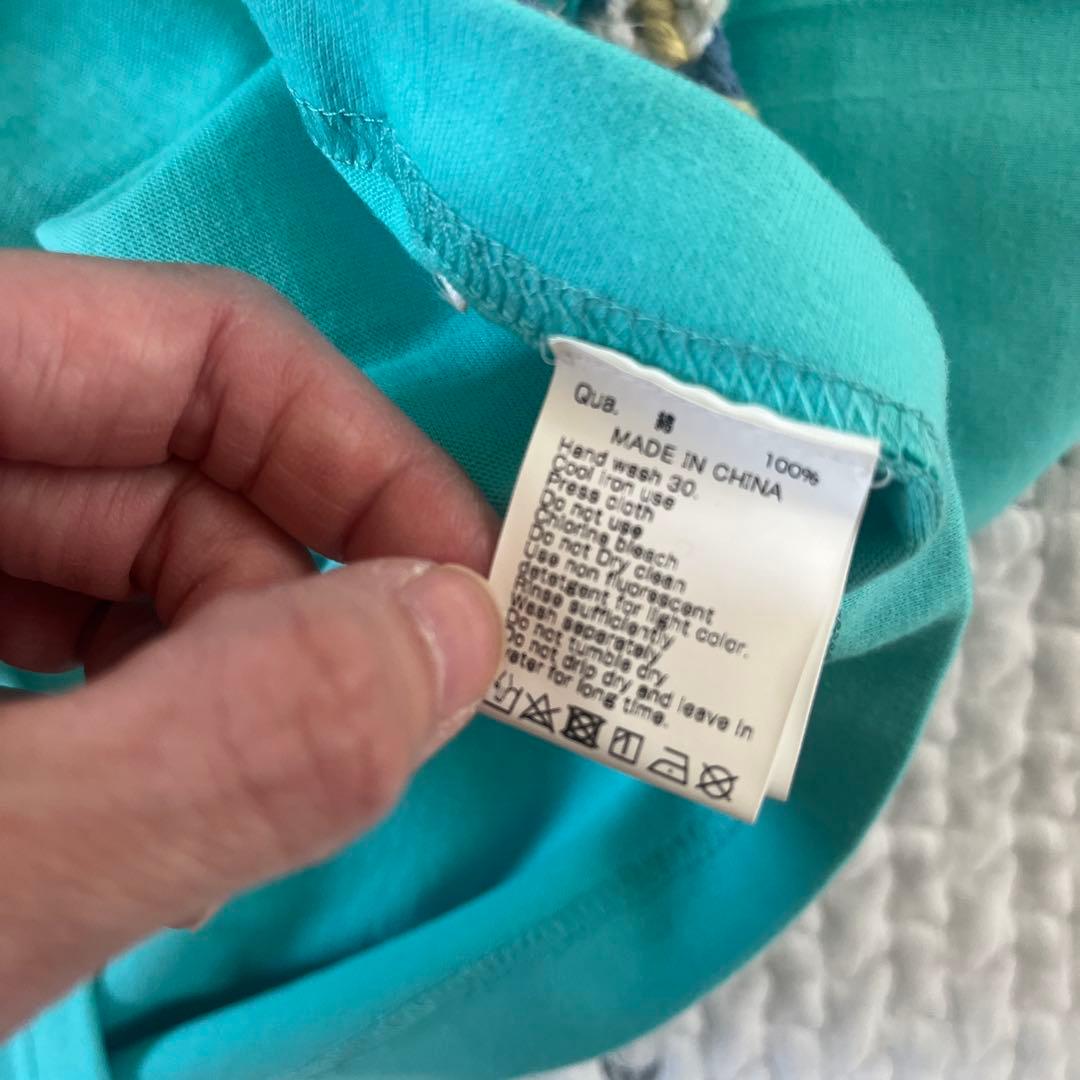 Qua. 綿 100%
MADE IN CHINA
Hand wash 30.
Cool iron use
Press cloth
Do not use
Chlorine bleach
Do not Dry clean
Use non fluorescent
detetgent for light color.
Rinse sufficiently
Wash separately.
Do not tumble dry
Do not drip dry and leave in
for long time.